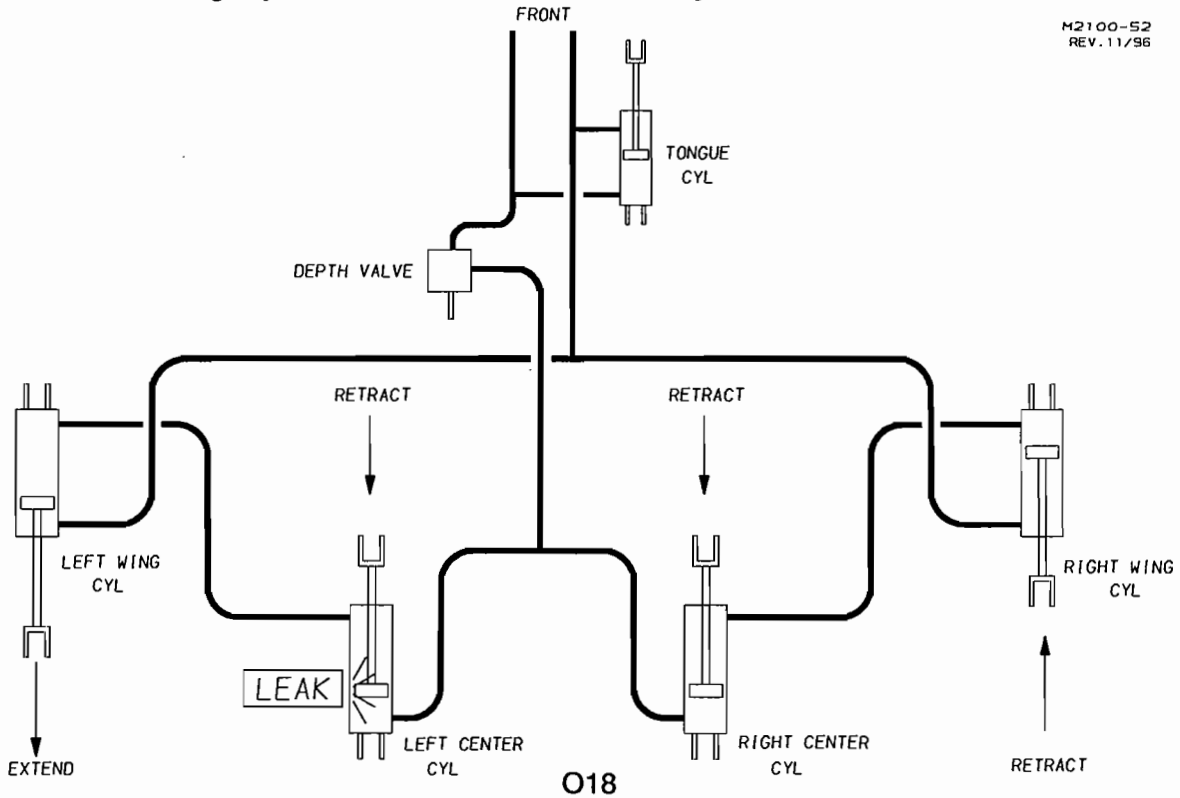 FRONT
M2100-52
REV.11/96
TONGUE
CYL
DEPTH VALVE
RETRACT
RETRACT
LEFT WING
CYL
RIGHT WING
CYL
LEAK
LEFT CENTER
CYL
RIGHT CENTER
CYL
EXTEND
RETRACT
O18